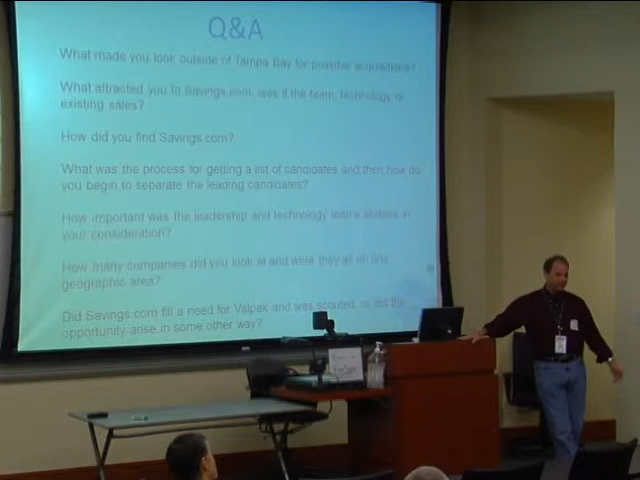 Q&A
What made you look outside of Tampa Bay for possible acquisitions?
What attracted you to Savings.com, was it the team, technology or
existing sales?
How did you find Savings.com?
What was the process for getting a list of candidates and then how do
you begin to separate the leading candidates?
How important was the leadership and technology teams abilities in
your consideration?
How many companies did you look at and were they all on one
geographic area?
Did Savings.com fill a need for Valpak and was scouted, or did the
opportunity arise in some other way?